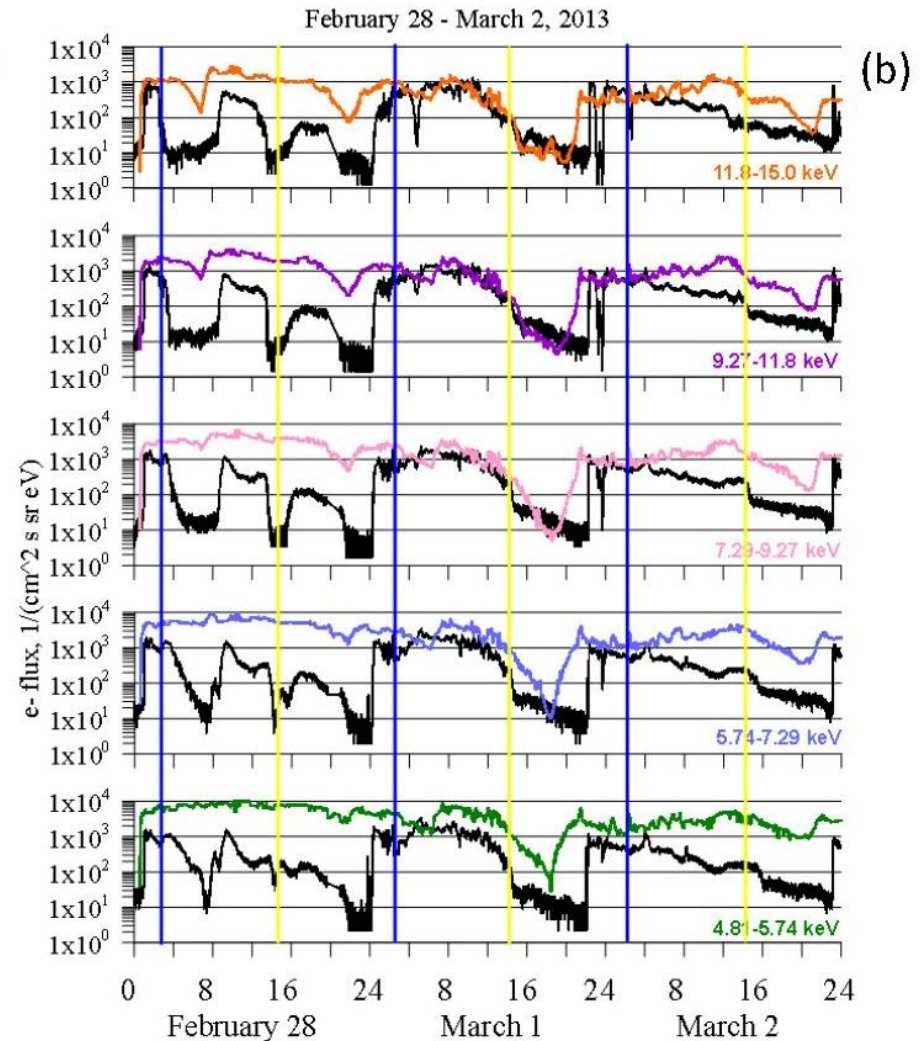 February 28 - March 2, 2013
(b)
1x10^4
1x10^3
1x10^2
1x10^1
1x10^0
11.8-15.0 keV
1x10^4
1x10^3
1x10^2
1x10^1
1x10^0
9.27-11.8 keV
1x10^4
1x10^3
1x10^2
1x10^1
1x10^0
7.29-9.27 keV
1x10^4
1x10^3
1x10^2
1x10^1
1x10^0
5.74-7.29 keV
1x10^4
1x10^3
1x10^2
1x10^1
1x10^0
4.81-5.74 keV
e- flux, 1/(cm^2 s sr eV)
0 8 16 24 8 16 24 8 16 24
February 28 March 1 March 2